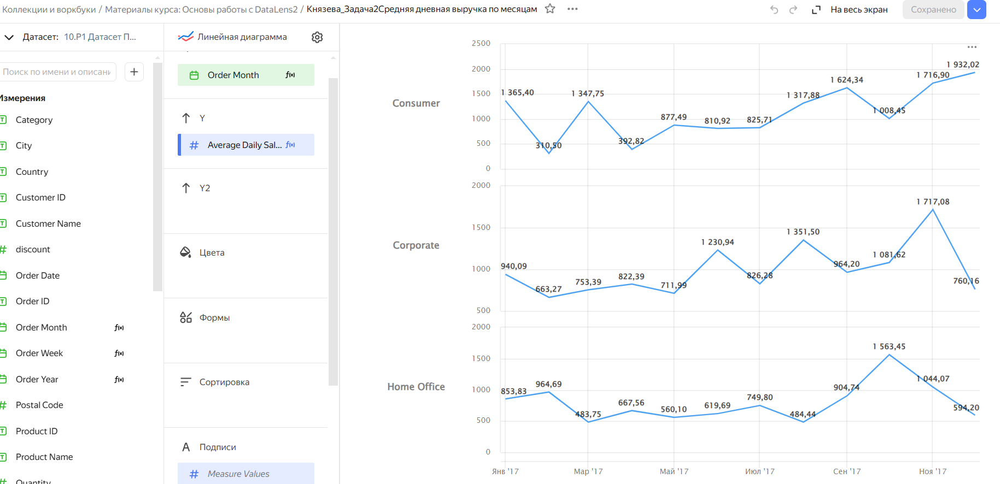 Коллекции и воркбуки / Материалы курса: Основы работы с DataLens2 / Князева_Задача2Средняя дневная выручка по месяцам
На весь экран
Сохранено
Датасет: 10.P1 Датасет П...
Поиск по имени и описани
Измерения
Category
City
Country
Customer ID
Customer Name
discount
Order Date
Order ID
Order Month f(x)
Order Week f(x)
Order Year f(x)
Postal Code
Product ID
Product Name
Quantity
Линейная диаграмма
Order Month f(x)
Y
Average Daily Sal... f(x)
Y2
Цвета
Формы
Сортировка
Подписи
Measure Values
Consumer
2500
2000
1500
1000
500
0
1 365,40
310,50
1 347,75
392,82
877,49
810,92
825,71
1 317,88
1 624,34
1 008,45
1 716,90
1 932,02
Corporate
2000
1500
1000
500
940,09
663,27
753,39
822,39
711,99
1 230,94
826,28
1 351,50
964,20
1 081,62
1 717,08
760,16
Home Office
2000
1500
1000
500
0
853,83
964,69
483,75
667,56
560,10
619,69
749,80
484,44
904,74
1 563,45
1 044,07
594,20
Янв '17
Мар '17
Май '17
Июл '17
Сен '17
Ноя '17